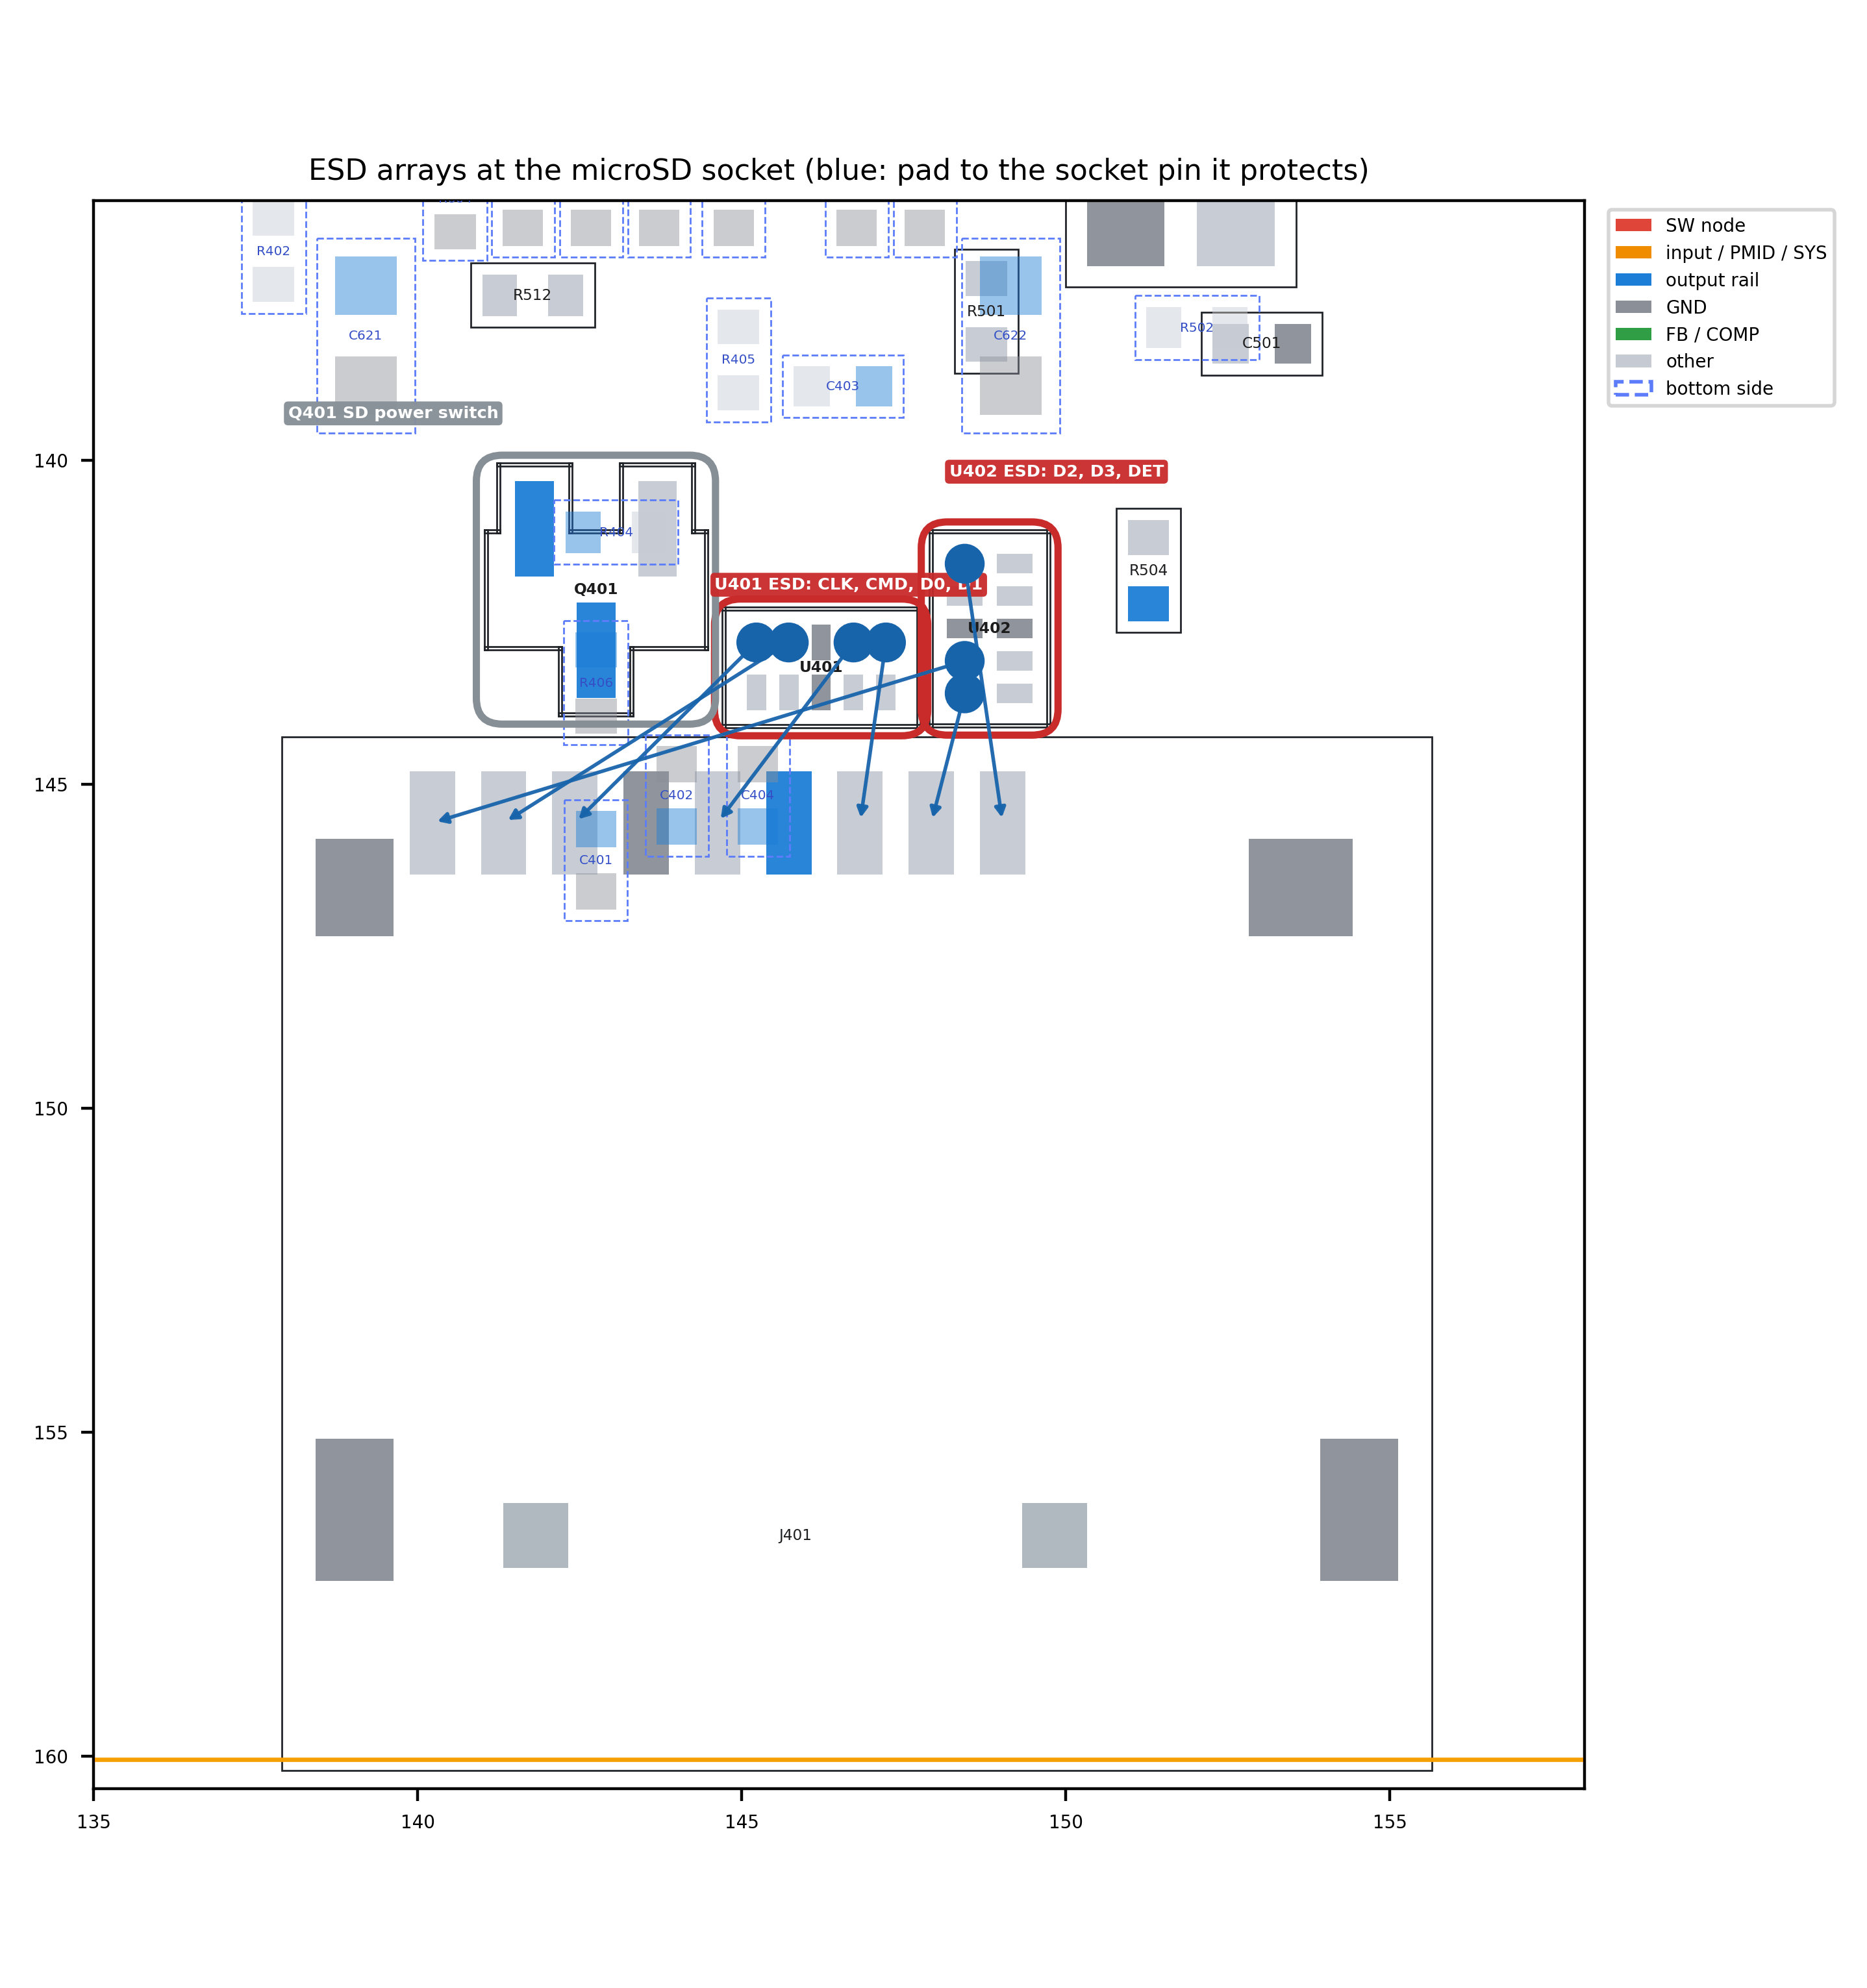 ESD arrays at the microSD socket (blue: pad to the socket pin it protects)
SW node
input / PMID / SYS
output rail
GND
FB / COMP
other
bottom side
R402
C621
R512
R405
C403
R501
C622
R502
C501
Q401 SD power switch
U402 ESD: D2, D3, DET
R404
Q401
U401 ESD: CLK, CMD, D0, D1
R504
U402
U401
R406
C402
C404
C401
J401
140
145
150
155
160
135
140
145
150
155